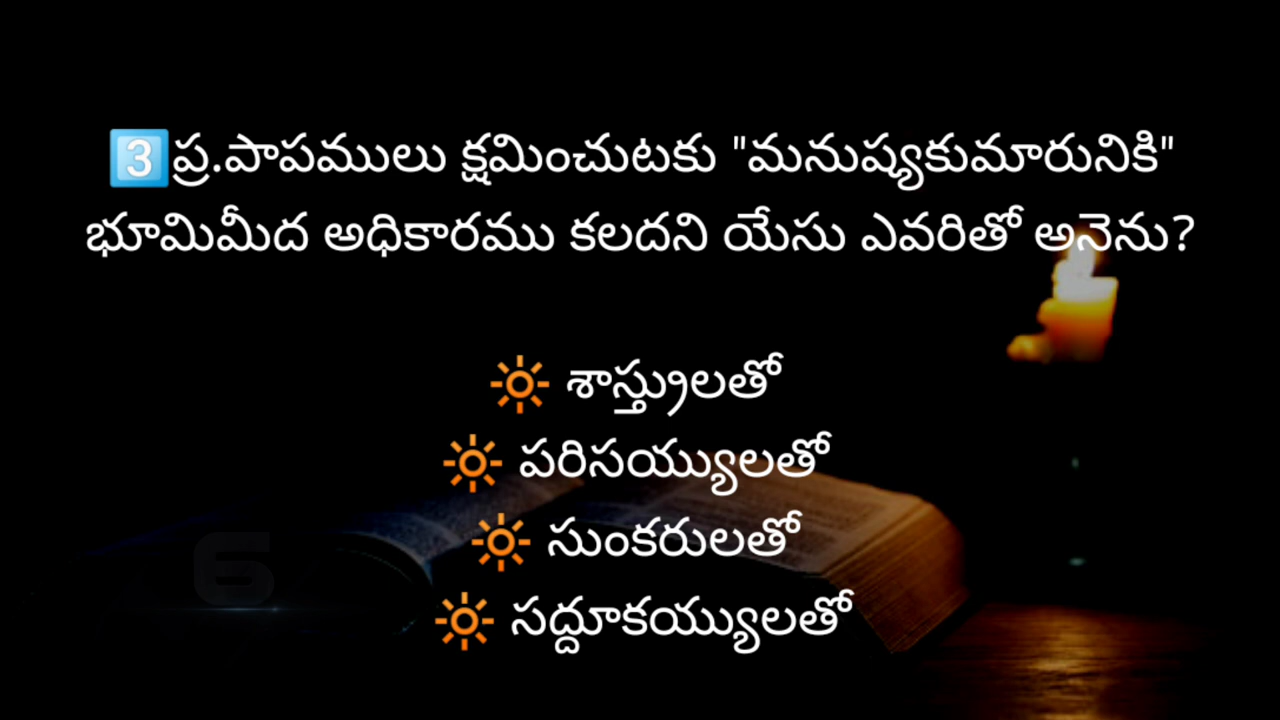 3️⃣ప్ర.పాపములు క్షమించుటకు "మనుష్యకుమారునికి"
భూమిమీద అధికారము కలదని యేసు ఎవరితో అనెను?
🔆 శాస్త్రులతో
🔆 పరిసయ్యులతో
🔆 సుంకరులతో
🔆 సద్దూకయ్యులతో
6